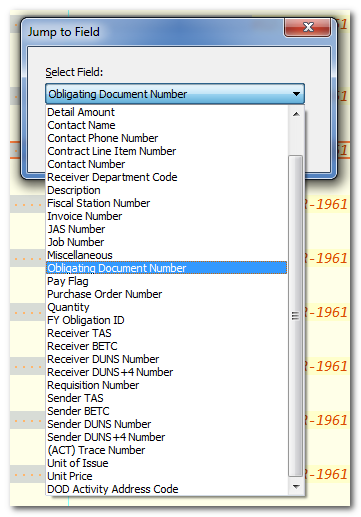 Jump to Field
Select Field:
Obligating Document Number
Detail Amount
Contact Name
Contact Phone Number
Contract Line Item Number
Contact Number
Receiver Department Code
Description
Fiscal Station Number
Invoice Number
JAS Number
Job Number
Miscellaneous
Obligating Document Number
Pay Flag
Purchase Order Number
Quantity
FY Obligation ID
Receiver TAS
Receiver BETC
Receiver DUNS Number
Receiver DUNS+4 Number
Requisition Number
Sender TAS
Sender BETC
Sender DUNS Number
Sender DUNS+4 Number
(ACT) Trace Number
Unit of Issue
Unit Price
DOD Activity Address Code
R-1961
R-1961
R-1961
R-1961
R-1961
R-1961
R-1961